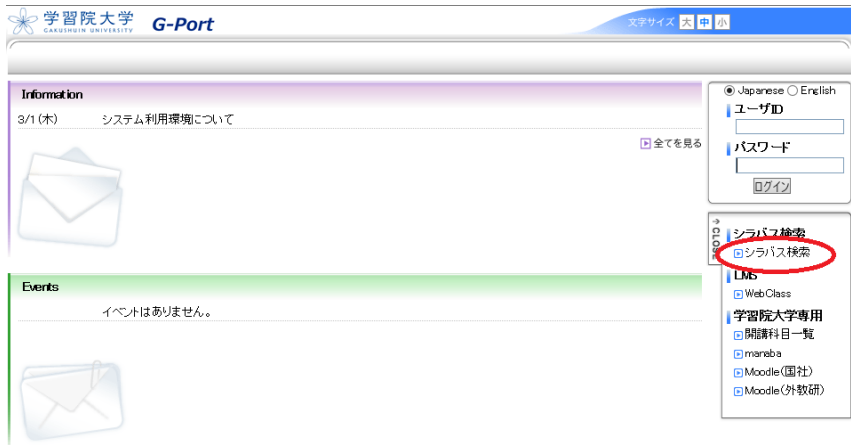 学習院大学
GAKUSHUIN UNIVERSITY
G-Port
文字サイズ 大 中 小
Information
3/1(木) システム利用環境について
全てを見る
Events
イベントはありません。
Japanese English
ユーザID
パスワード
ログイン
CLOSE
シラバス検索
シラバス検索
LMS
WebClass
学習院大学専用
開講科目一覧
manaba
Moodle(国社)
Moodle(外教研)